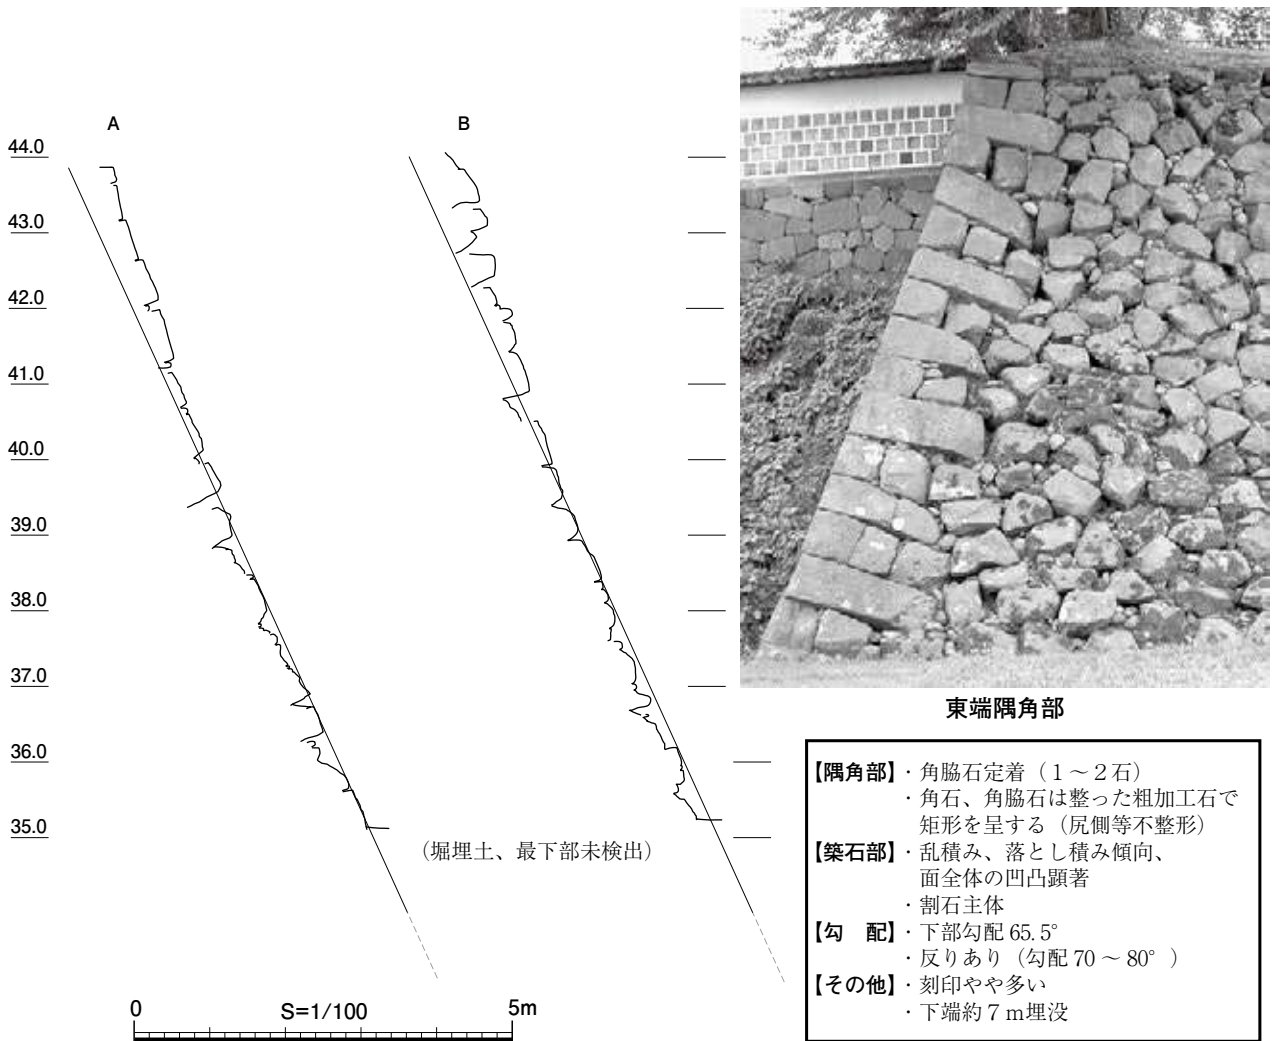 A
B
44.0
43.0
42.0
41.0
40.0
39.0
38.0
37.0
36.0
35.0
(堀埋土、最下部未検出)
0
S=1/100
5m
東端隅角部
【隅角部】・角脇石定着（１～２石）
・角石、角脇石は整った粗加工石で
矩形を呈する（尻側等不整形）
【築石部】・乱積み、落とし積み傾向、
面全体の凹凸顕著
・割石主体
【勾　配】・下部勾配 65.5°
・反りあり（勾配 70 ～ 80°）
【その他】・刻印やや多い
・下端約７ｍ埋没